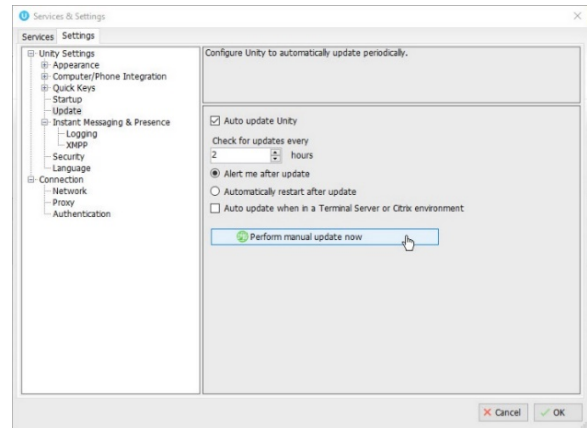 Services & Settings
Services Settings
Unity Settings
Appearance
Computer/Phone Integration
Quick Keys
Startup
Update
Instant Messaging & Presence
Logging
XMPP
Security
Language
Connection
Network
Proxy
Authentication
Configure Unity to automatically update periodically.
Auto update Unity
Check for updates every
2 hours
Alert me after update
Automatically restart after update
Auto update when in a Terminal Server or Citrix environment
Perform manual update now
Cancel OK